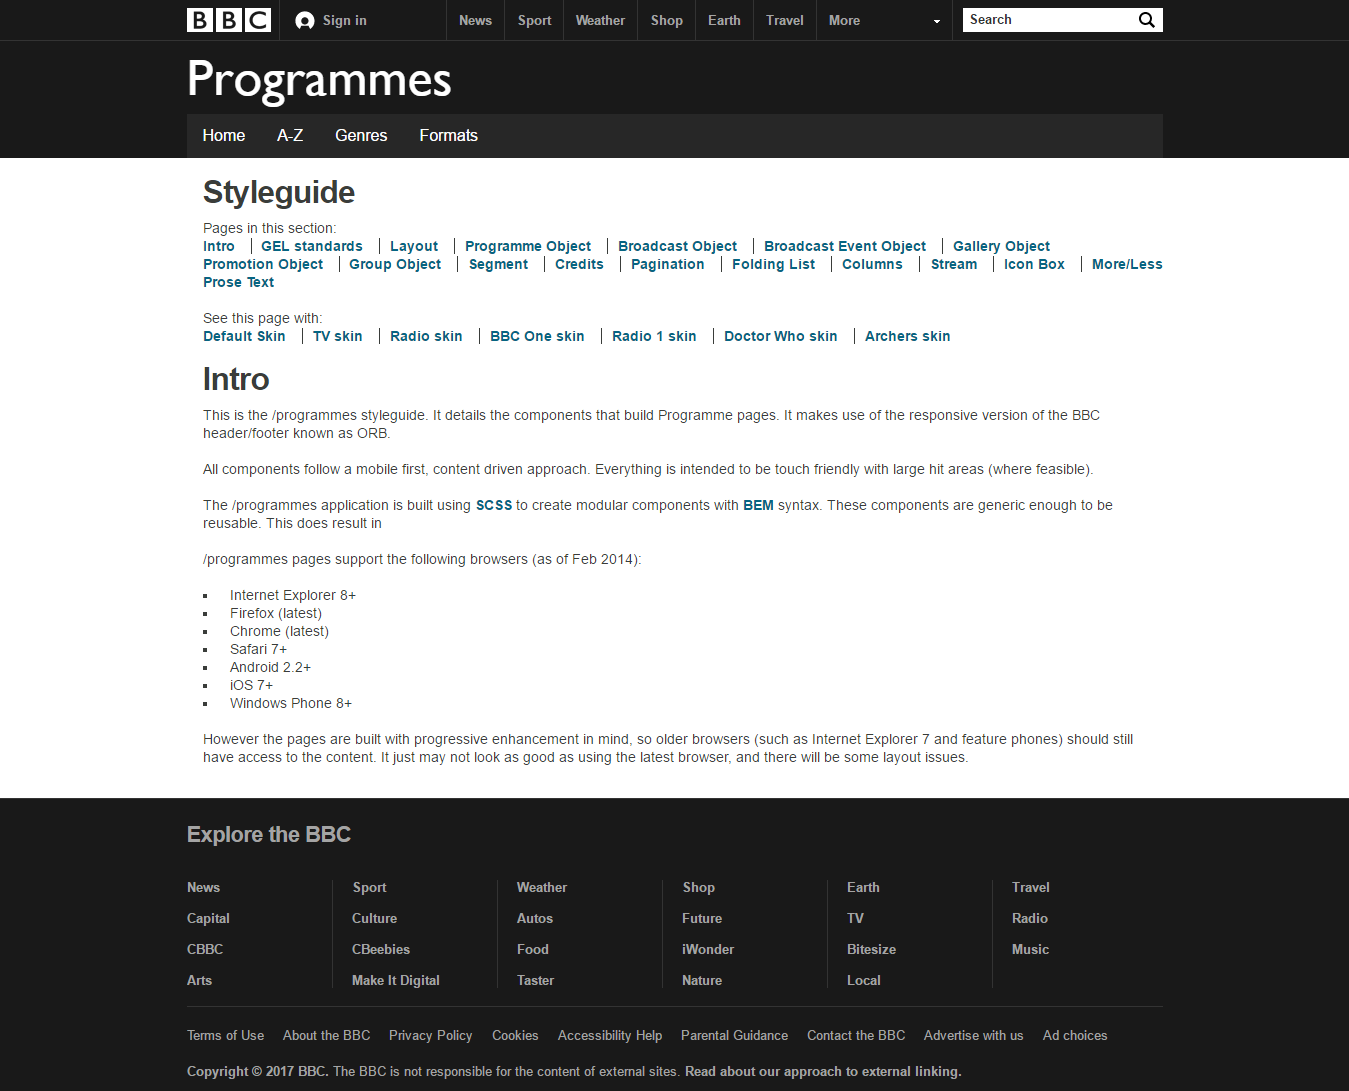 BBC Sign in News Sport Weather Shop Earth Travel More Search
Programmes
Home A-Z Genres Formats
Styleguide
Pages in this section:
Intro GEL standards Layout Programme Object Broadcast Object Broadcast Event Object Gallery Object
Promotion Object Group Object Segment Credits Pagination Folding List Columns Stream Icon Box More/Less
Prose Text
See this page with:
Default Skin TV skin Radio skin BBC One skin Radio 1 skin Doctor Who skin Archers skin
Intro
This is the /programmes styleguide. It details the components that build Programme pages. It makes use of the responsive version of the BBC
header/footer known as ORB.
All components follow a mobile first, content driven approach. Everything is intended to be touch friendly with large hit areas (where feasible).
The /programmes application is built using SCSS to create modular components with BEM syntax. These components are generic enough to be
reusable. This does result in
/programmes pages support the following browsers (as of Feb 2014):
Internet Explorer 8+
Firefox (latest)
Chrome (latest)
Safari 7+
Android 2.2+
iOS 7+
Windows Phone 8+
However the pages are built with progressive enhancement in mind, so older browsers (such as Internet Explorer 7 and feature phones) should still
have access to the content. It just may not look as good as using the latest browser, and there will be some layout issues.
Explore the BBC
News Sport Weather Shop Earth Travel
Capital Culture Autos Future TV Radio
CBBC CBeebies Food iWonder Bitesize Music
Arts Make It Digital Taster Nature Local
Terms of Use About the BBC Privacy Policy Cookies Accessibility Help Parental Guidance Contact the BBC Advertise with us Ad choices
Copyright © 2017 BBC. The BBC is not responsible for the content of external sites. Read about our approach to external linking.